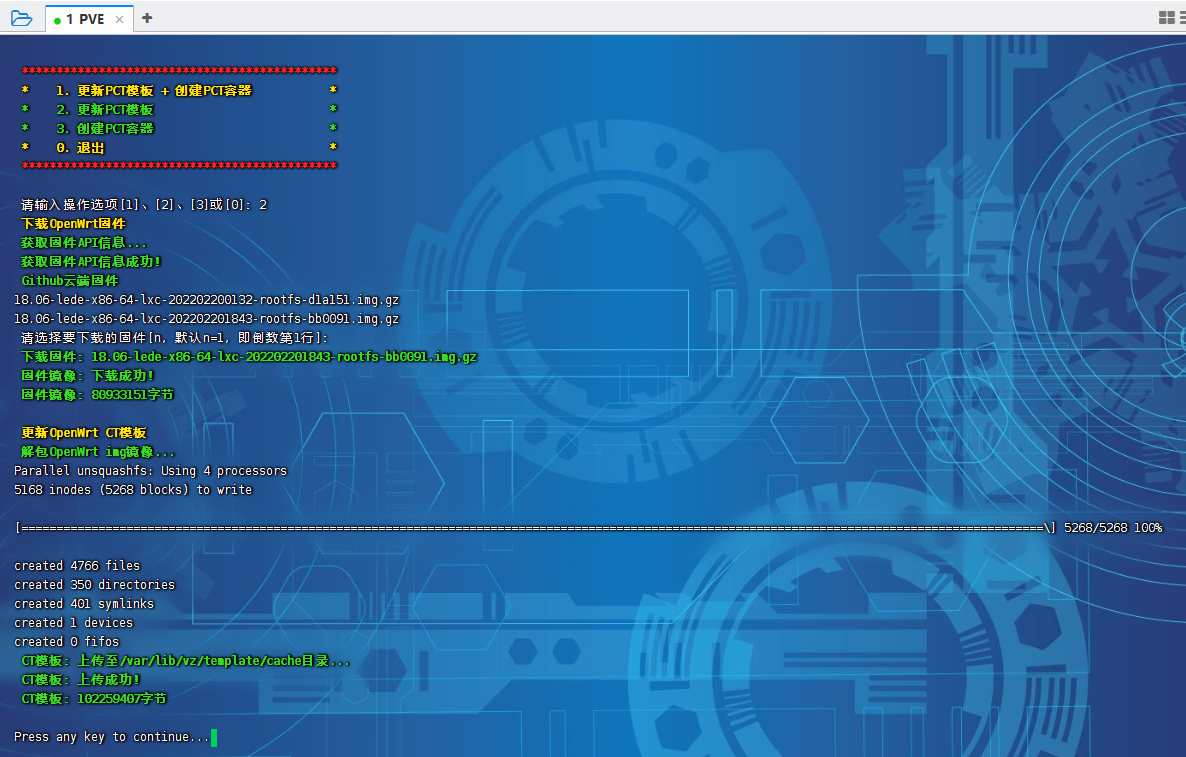 1 PVE × +
******************************************
* 1. 更新PCT模板 + 创建PCT容器 *
* 2. 更新PCT模板 *
* 3. 创建PCT容器 *
* 0. 退出 *
******************************************
请输入操作选项[1]、[2]、[3]或[0]: 2
下载OpenWrt固件
获取固件API信息...
获取固件API信息成功!
Github云端固件
18.06-lede-x86-64-lxc-202202200132-rootfs-d1a151.img.gz
18.06-lede-x86-64-lxc-202202201843-rootfs-bb0091.img.gz
请选择要下载的固件[n, 默认n=1, 即倒数第1行]:
下载固件: 18.06-lede-x86-64-lxc-202202201843-rootfs-bb0091.img.gz
固件镜像: 下载成功!
固件镜像: 80933151字节
更新OpenWrt CT模板
解包OpenWrt img镜像...
Parallel unsquashfs: Using 4 processors
5168 inodes (5268 blocks) to write
[==================================================================================================================================================\] 5268/5268 100%
created 4766 files
created 350 directories
created 401 symlinks
created 1 devices
created 0 fifos
CT模板: 上传至/var/lib/vz/template/cache目录...
CT模板: 上传成功!
CT模板: 102259407字节
Press any key to continue...